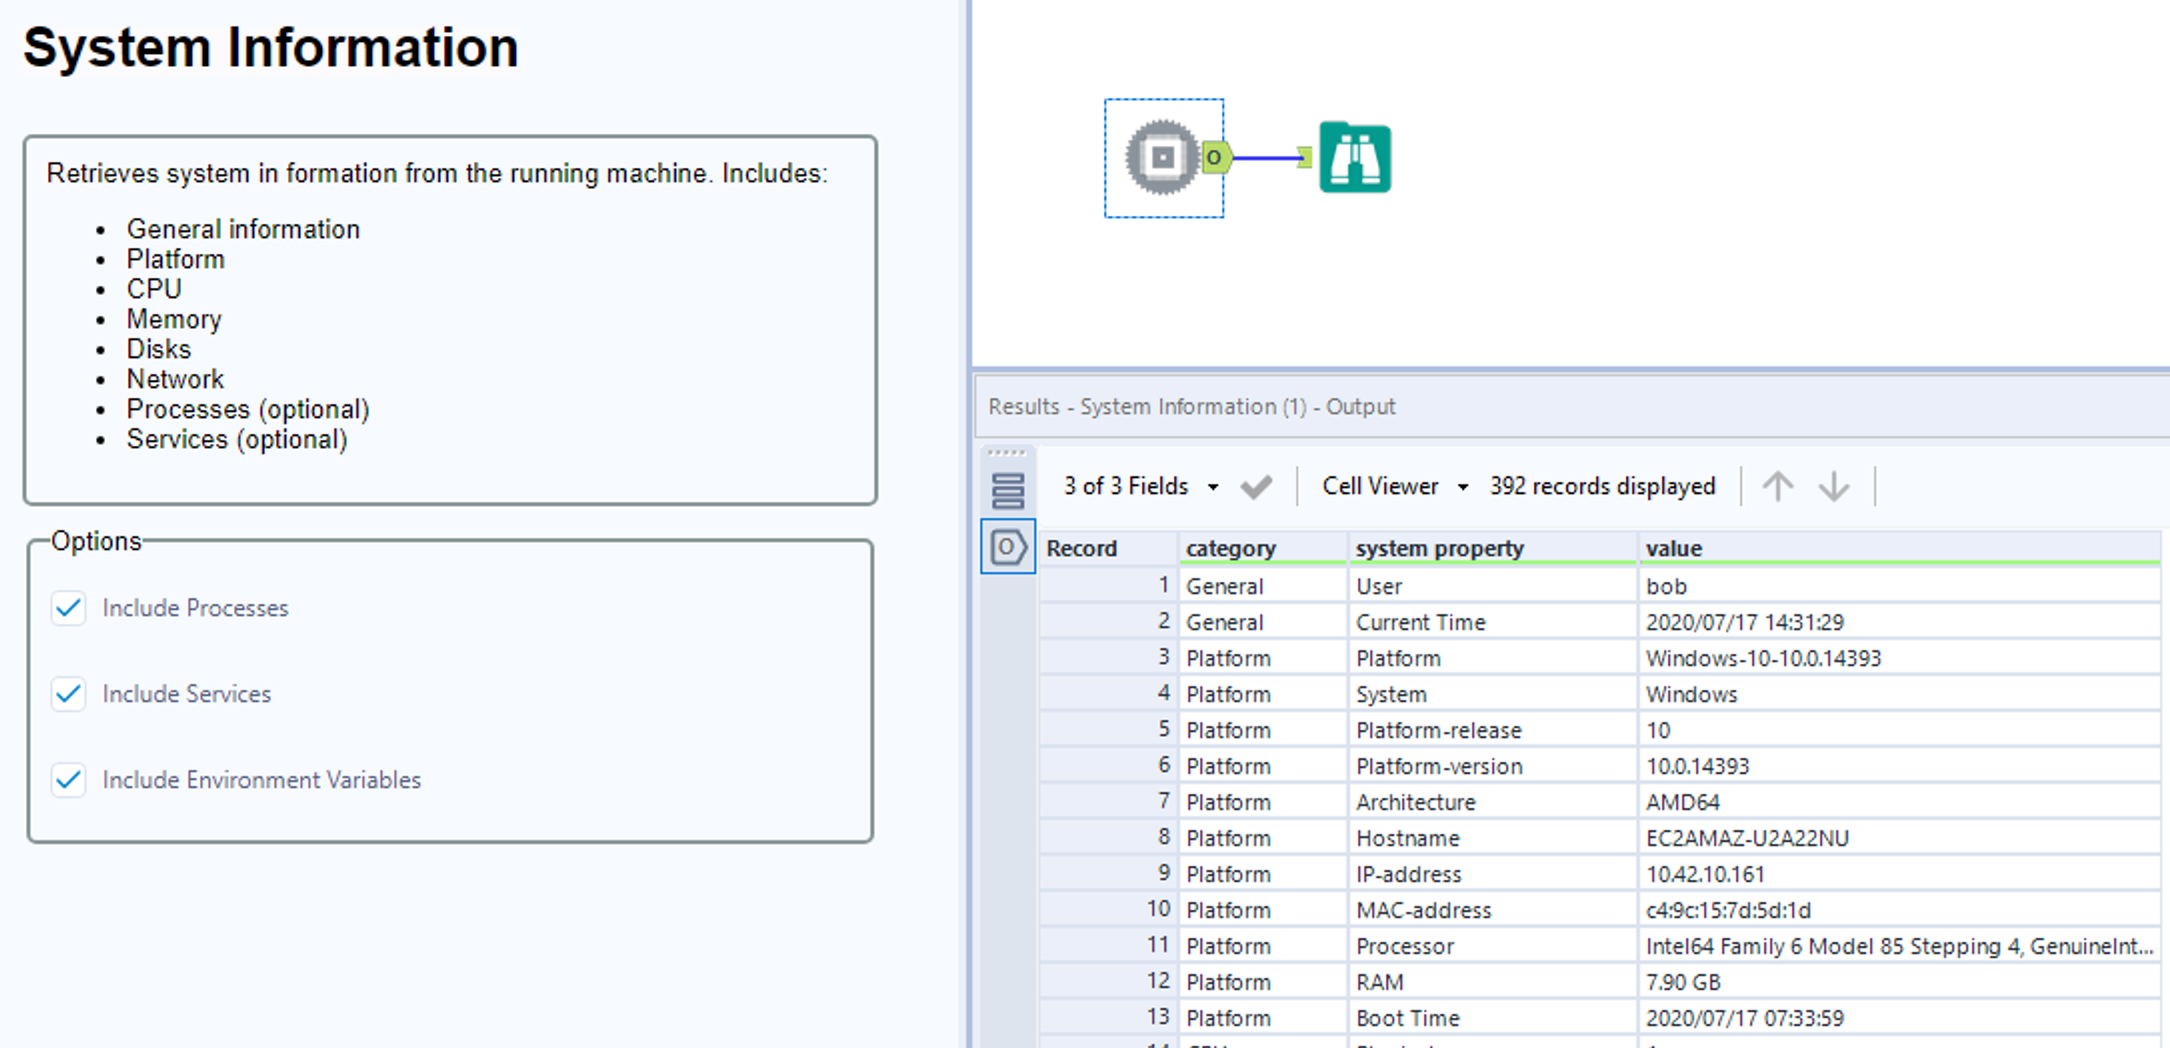 System Information
Retrieves system in formation from the running machine. Includes:
• General information
• Platform
• CPU
• Memory
• Disks
• Network
• Processes (optional)
• Services (optional)
Options
Include Processes
Include Services
Include Environment Variables
O
Results - System Information (1) - Output
3 of 3 Fields Cell Viewer 392 records displayed
O
Record category system property value
1 General User bob
2 General Current Time 2020/07/17 14:31:29
3 Platform Platform Windows-10-10.0.14393
4 Platform System Windows
5 Platform Platform-release 10
6 Platform Platform-version 10.0.14393
7 Platform Architecture AMD64
8 Platform Hostname EC2AMAZ-U2A22NU
9 Platform IP-address 10.42.10.161
10 Platform MAC-address c4:9c:15:7d:5d:1d
11 Platform Processor Intel64 Family 6 Model 85 Stepping 4, GenuineInt...
12 Platform RAM 7.90 GB
13 Platform Boot Time 2020/07/17 07:33:59